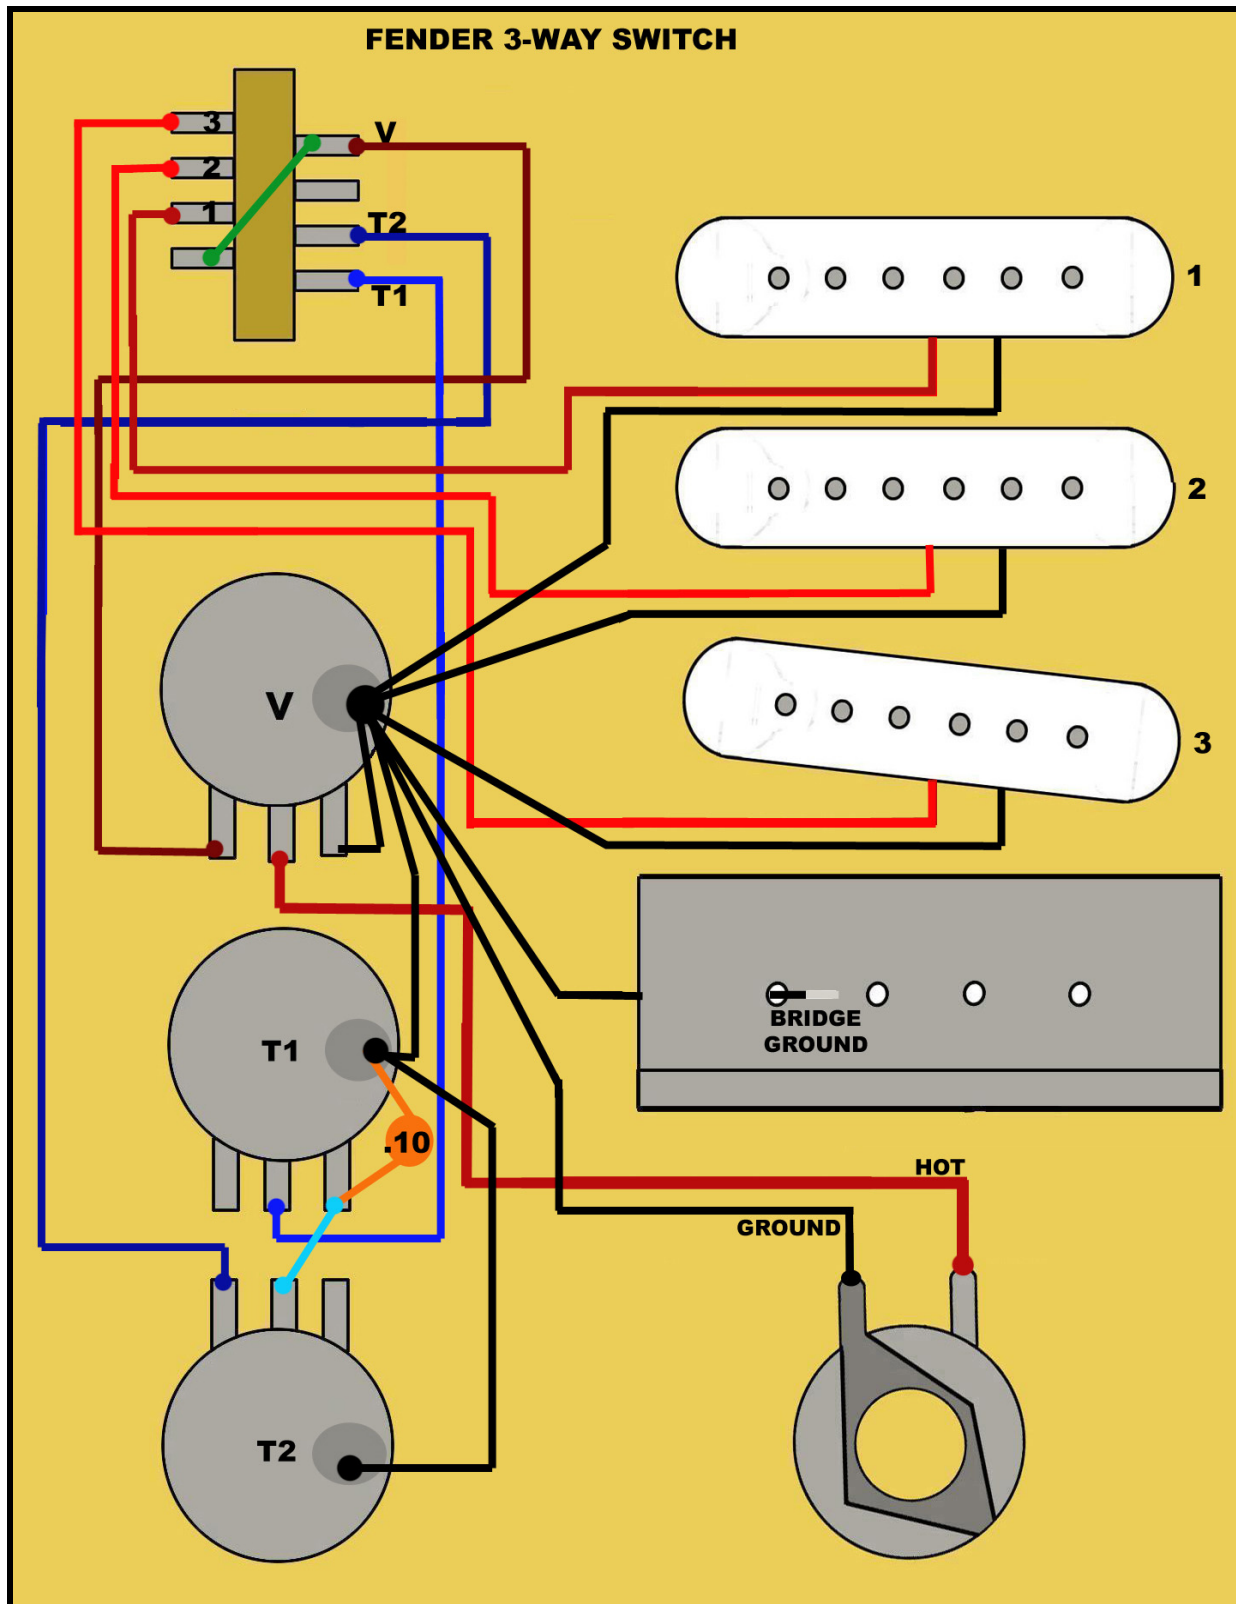 FENDER 3-WAY SWITCH
3
V
2
1
T2
T1
1
2
3
V
BRIDGE
GROUND
T1
.10
HOT
GROUND
T2